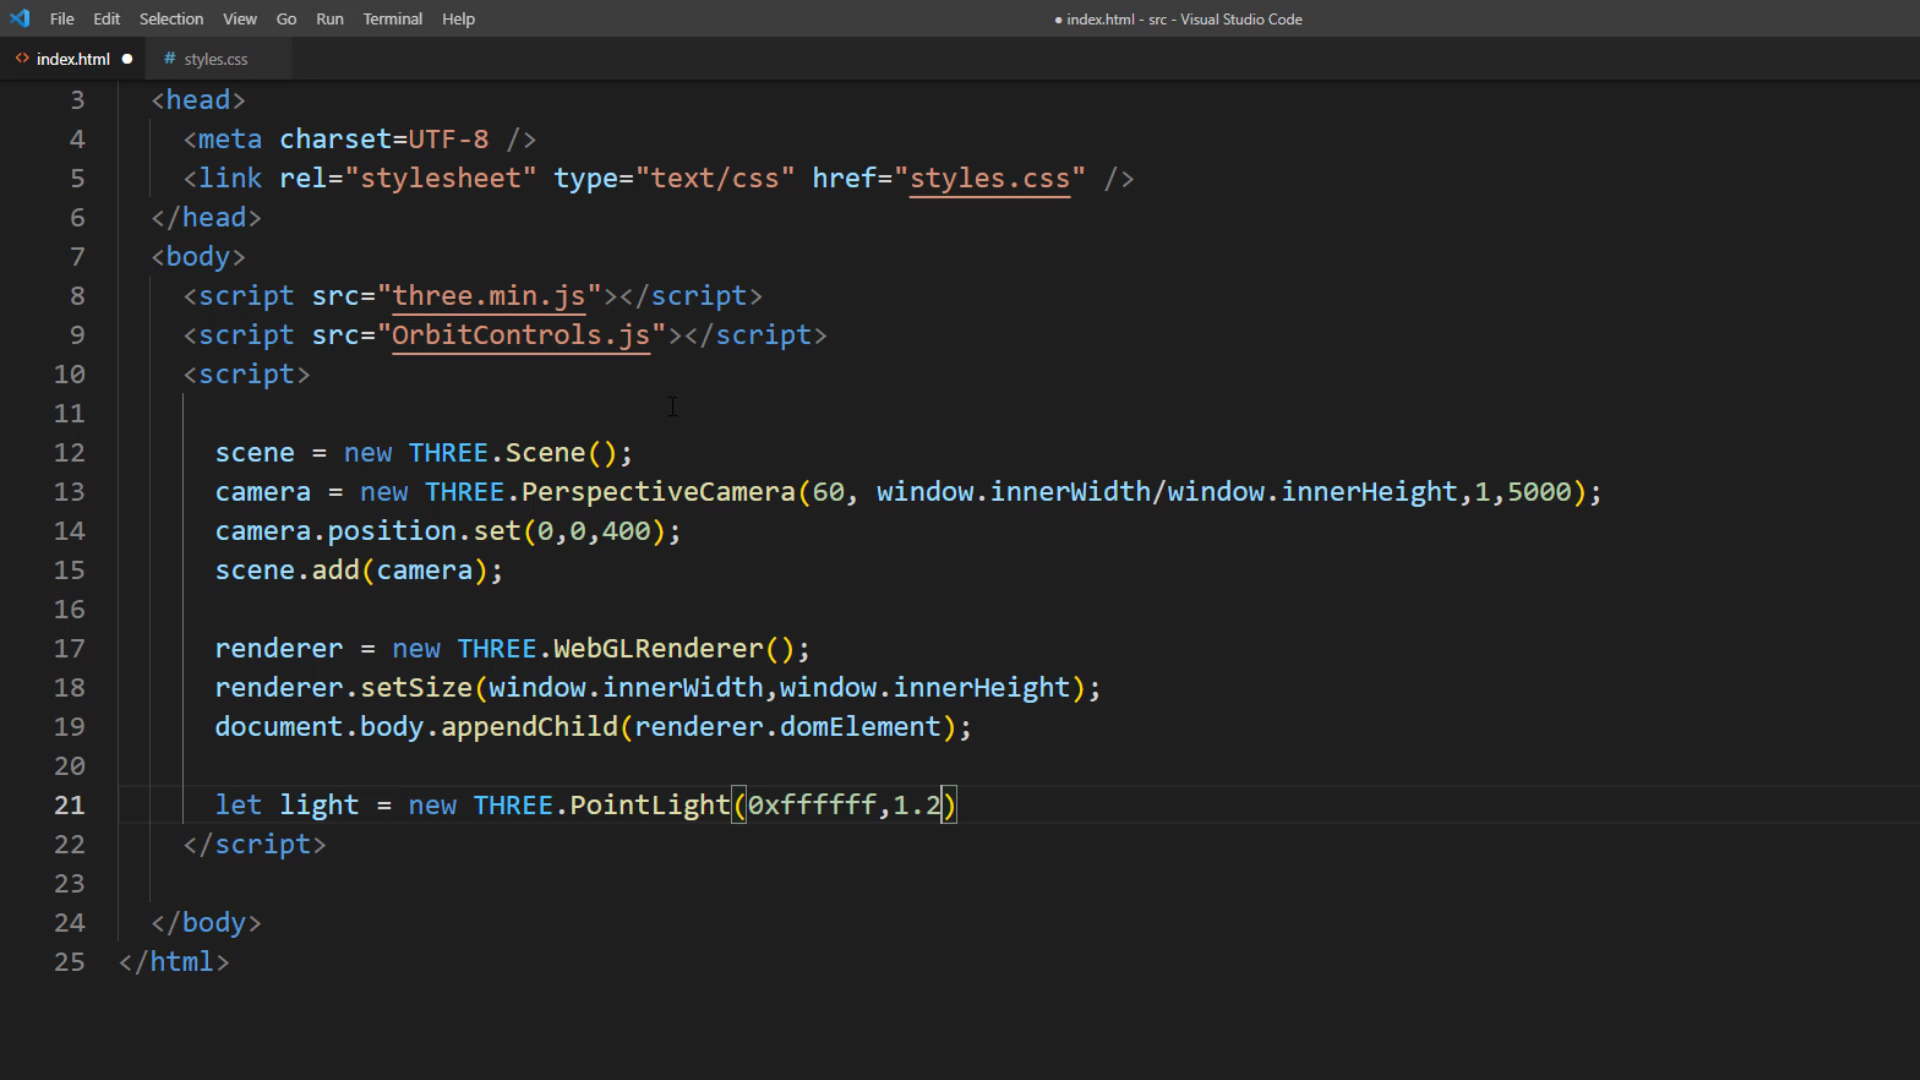 File Edit Selection View Go Run Terminal Help ● index.html - src - Visual Studio Code
<> index.html ● # styles.css
3 <head>
4 <meta charset=UTF-8 />
5 <link rel="stylesheet" type="text/css" href="styles.css" />
6 </head>
7 <body>
8 <script src="three.min.js"></script>
9 <script src="OrbitControls.js"></script>
10 <script>
11
12 scene = new THREE.Scene();
13 camera = new THREE.PerspectiveCamera(60, window.innerWidth/window.innerHeight,1,5000);
14 camera.position.set(0,0,400);
15 scene.add(camera);
16
17 renderer = new THREE.WebGLRenderer();
18 renderer.setSize(window.innerWidth,window.innerHeight);
19 document.body.appendChild(renderer.domElement);
20
21 let light = new THREE.PointLight(0xffffff,1.2)
22 </script>
23
24 </body>
25 </html>